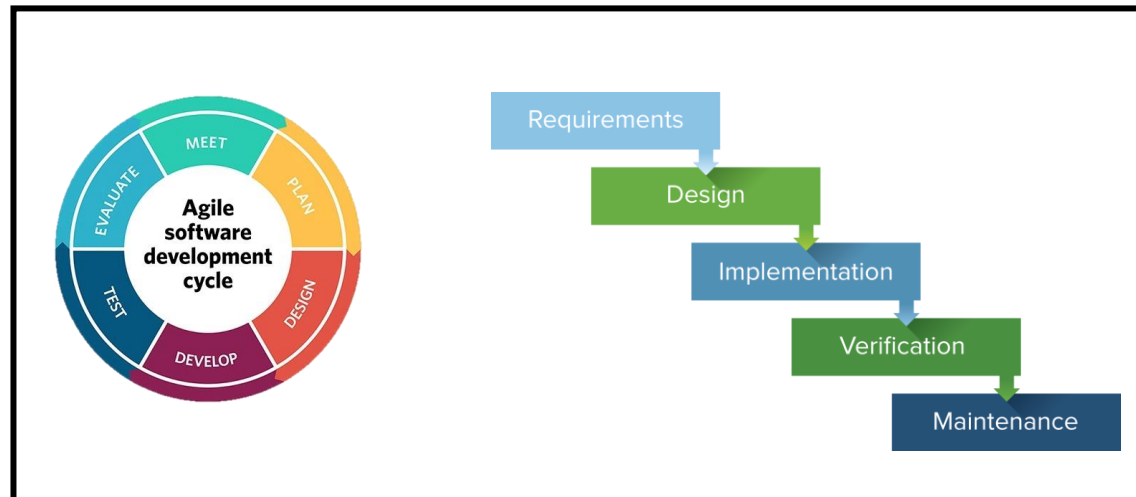 MEET
PLAN
DESIGN
DEVELOP
TEST
EVALUATE
Agile
software
development
cycle
Requirements
Design
Implementation
Verification
Maintenance